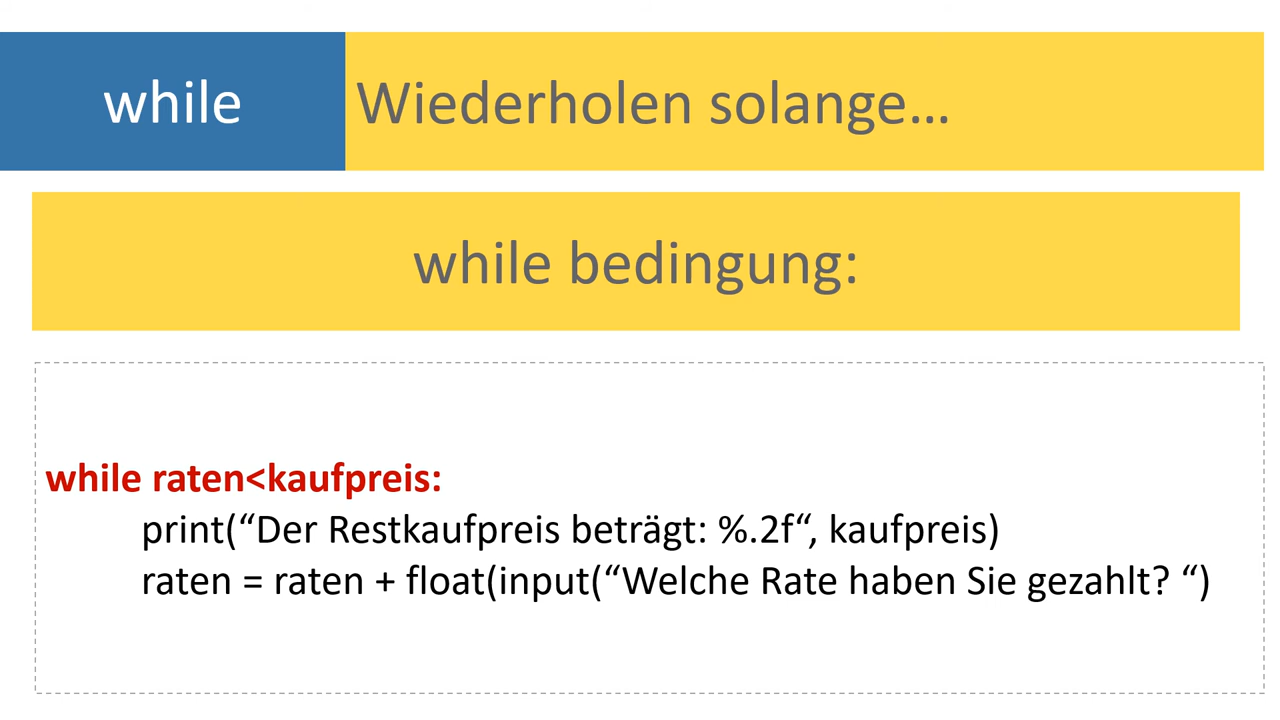 while
Wiederholen solange…
while bedingung:
while raten<kaufpreis:
print(“Der Restkaufpreis beträgt: %.2f“, kaufpreis)
raten = raten + float(input(“Welche Rate haben Sie gezahlt? “)